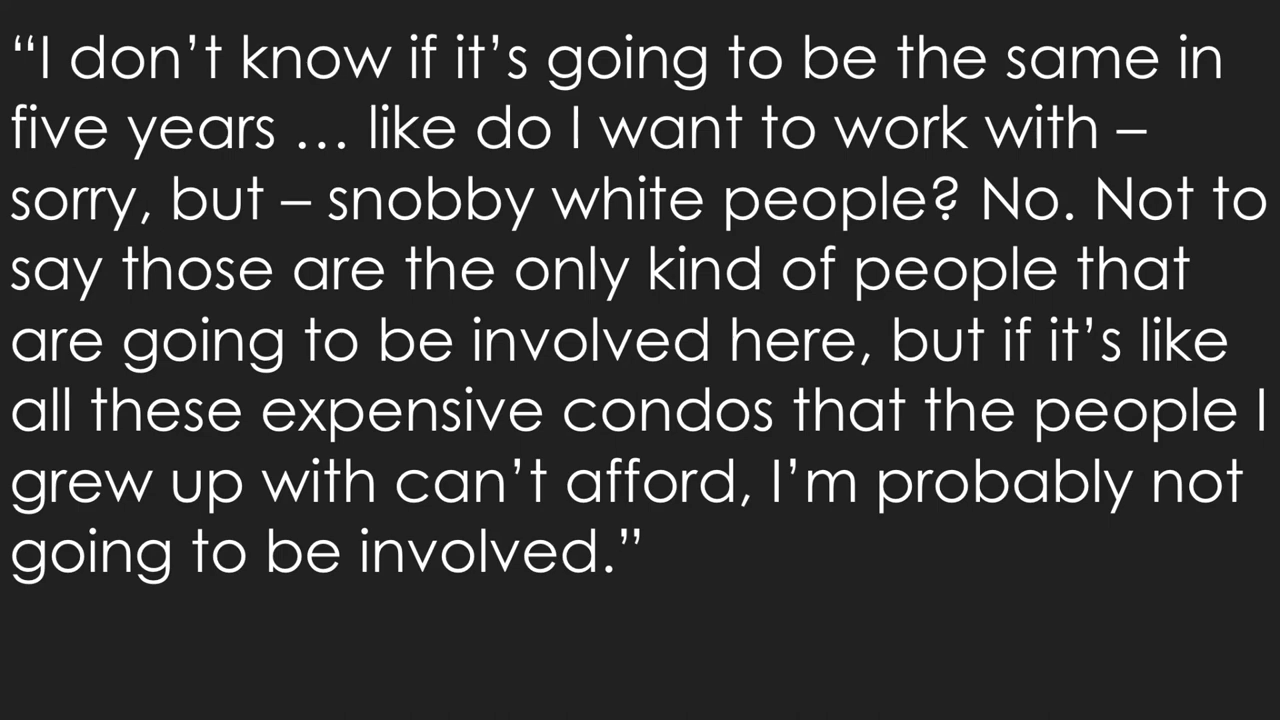 “I don’t know if it’s going to be the same in
five years … like do I want to work with –
sorry, but – snobby white people? No. Not to
say those are the only kind of people that
are going to be involved here, but if it’s like
all these expensive condos that the people I
grew up with can’t afford, I’m probably not
going to be involved.”